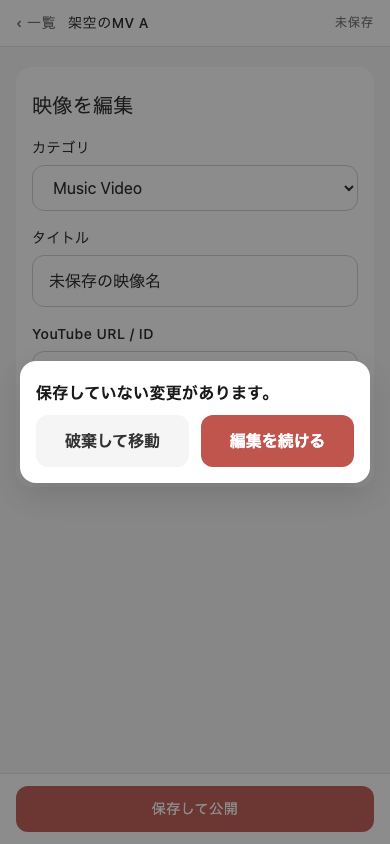 ‹ 一覧 架空のMV A 未保存
映像を編集
カテゴリ
Music Video
タイトル
未保存の映像名
YouTube URL / ID
保存していない変更があります。
破棄して移動 編集を続ける
保存して公開